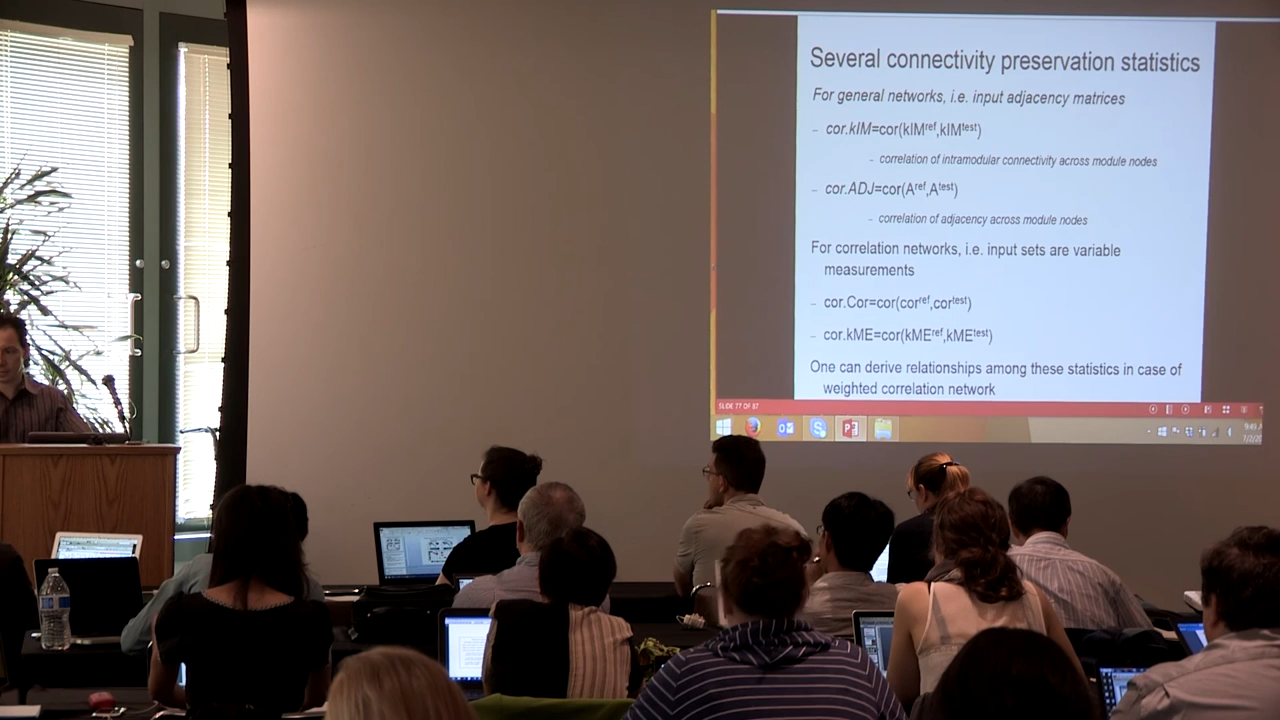 Several connectivity preservation statistics
For general networks, i.e. input adjacency matrices
– cor.kIM=cor(kIMref,kIMtest)
– correlation of intramodular connectivity across module nodes
– cor.ADJ=cor(Aref,Atest)
– correlation of adjacency across module nodes
For correlation networks, i.e. input sets are variable
measurements
– cor.Cor=cor(corref,cortest)
– cor.kME=cor(kMEref,kMEtest)
One can derive relationships among these statistics in case of
weighted correlation network
SLIDE 77 OF 87